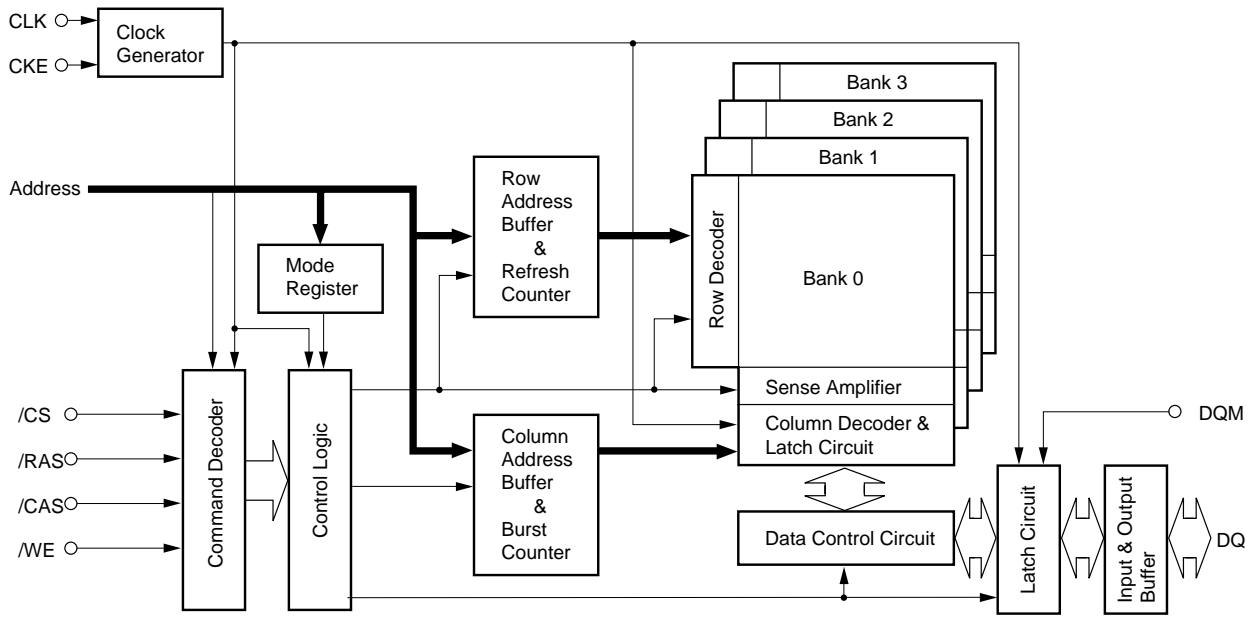 CLK
CKE
Clock
Generator
Bank 3
Bank 2
Bank 1
Bank 0
Address
Mode
Register
Row
Address
Buffer
&
Refresh
Counter
Row Decoder
Sense Amplifier
Column Decoder &
Latch Circuit
/CS
/RAS
/CAS
/WE
Command Decoder
Control Logic
Column
Address
Buffer
&
Burst
Counter
Data Control Circuit
DQM
Latch Circuit
Input & Output
Buffer
DQ